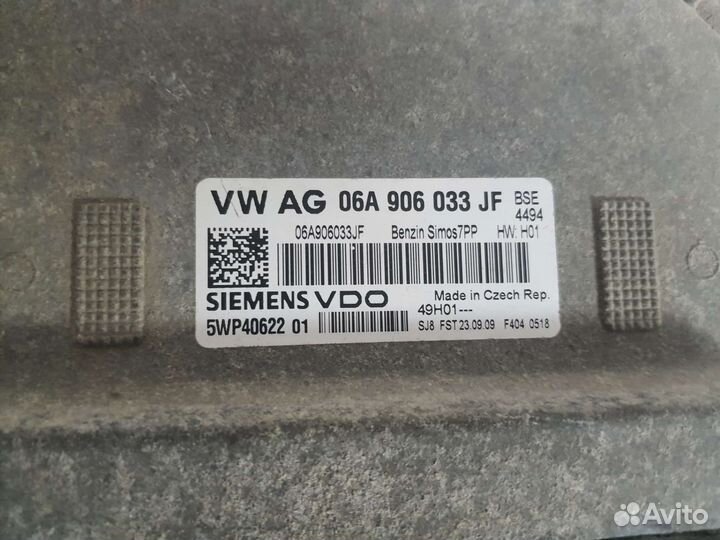 VW AG 06A 906 033 JF BSE 4494
06A906033JF Benzin Simos7PP HW: H01
SIEMENS VDO Made in Czech Rep.
49H01---
5WP40622 01 SJ8 FST 23.09.09 F404 0518
Avito